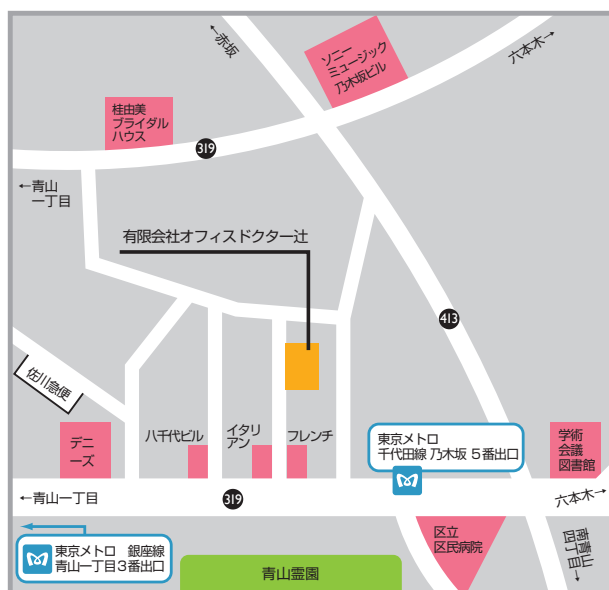 ←赤坂
ソニー
ミュージック
乃木坂ビル
六本木→
桂由美
ブライダル
ハウス
319
←青山
一丁目
有限会社オフィスドクター辻
413
佐川急便
デニ
ーズ
八千代ビル
イタリ
アン
フレンチ
東京メトロ
千代田線 乃木坂 5番出口
学術
会議
図書館
←青山一丁目
319
六本木→
東京メトロ 銀座線
青山一丁目3番出口
区立
区民病院
南青山
四丁目→
青山霊園